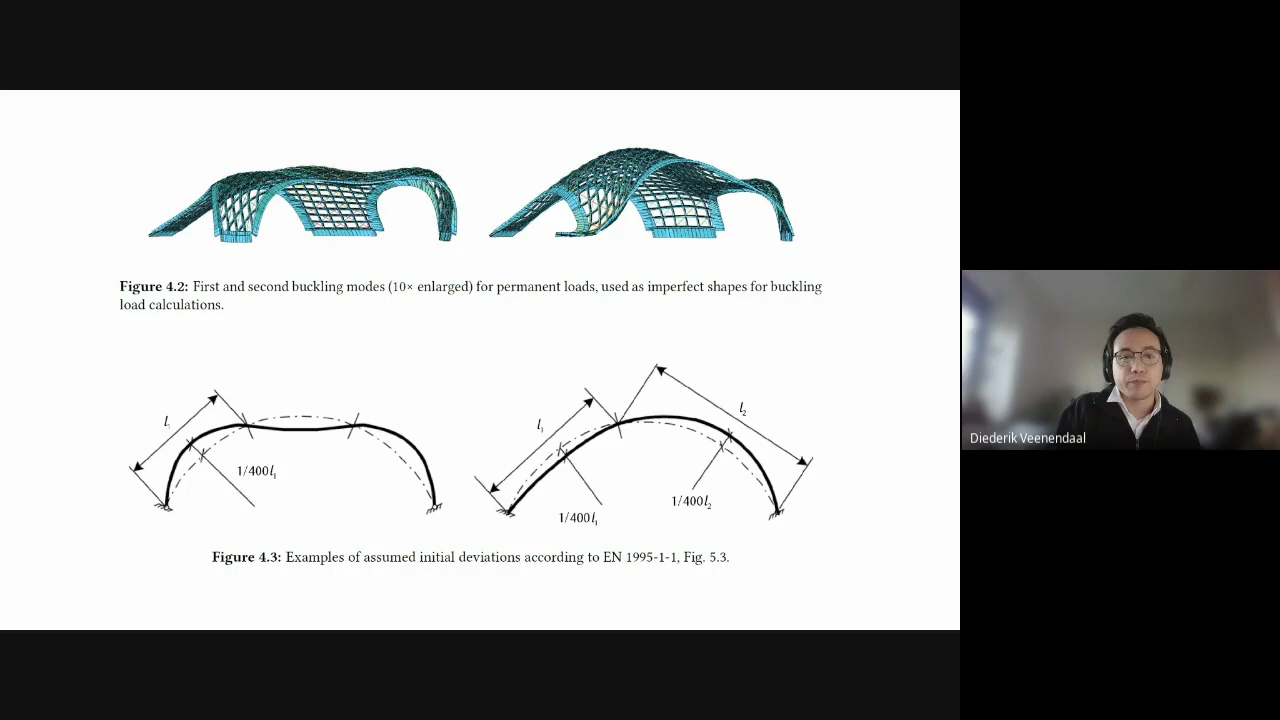 Figure 4.2: First and second buckling modes (10× enlarged) for permanent loads, used as imperfect shapes for buckling
load calculations.
l₁
1/400l₁
l₁
l₂
1/400l₁
1/400l₂
Figure 4.3: Examples of assumed initial deviations according to EN 1995-1-1, Fig. 5.3.
Diederik Veenendaal